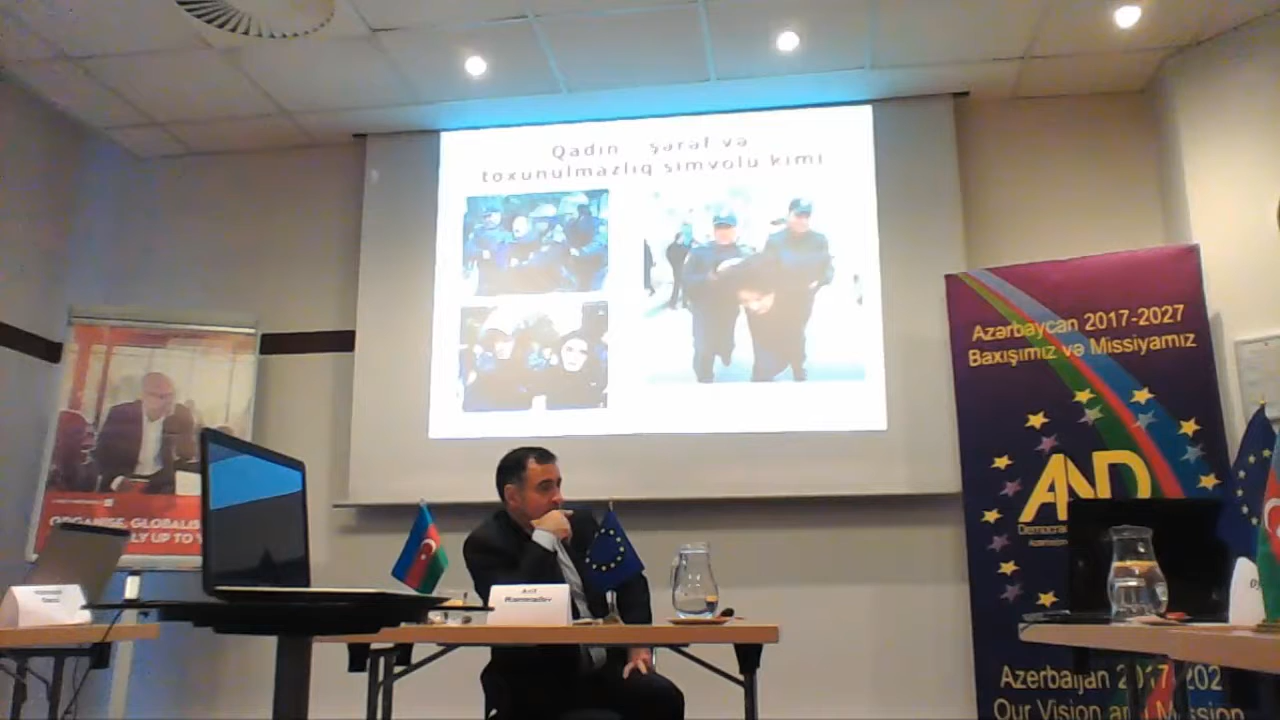 Qadın şərəf və
toxunulmazlıq simvolu kimi
Azərbaycan 2017-2027
Baxışımız və Missiyamız
AND
Azerbaijan 2017-202
Our Vision and Mission
ORGANISE, GLOBALIS
LY UP TO
Arif